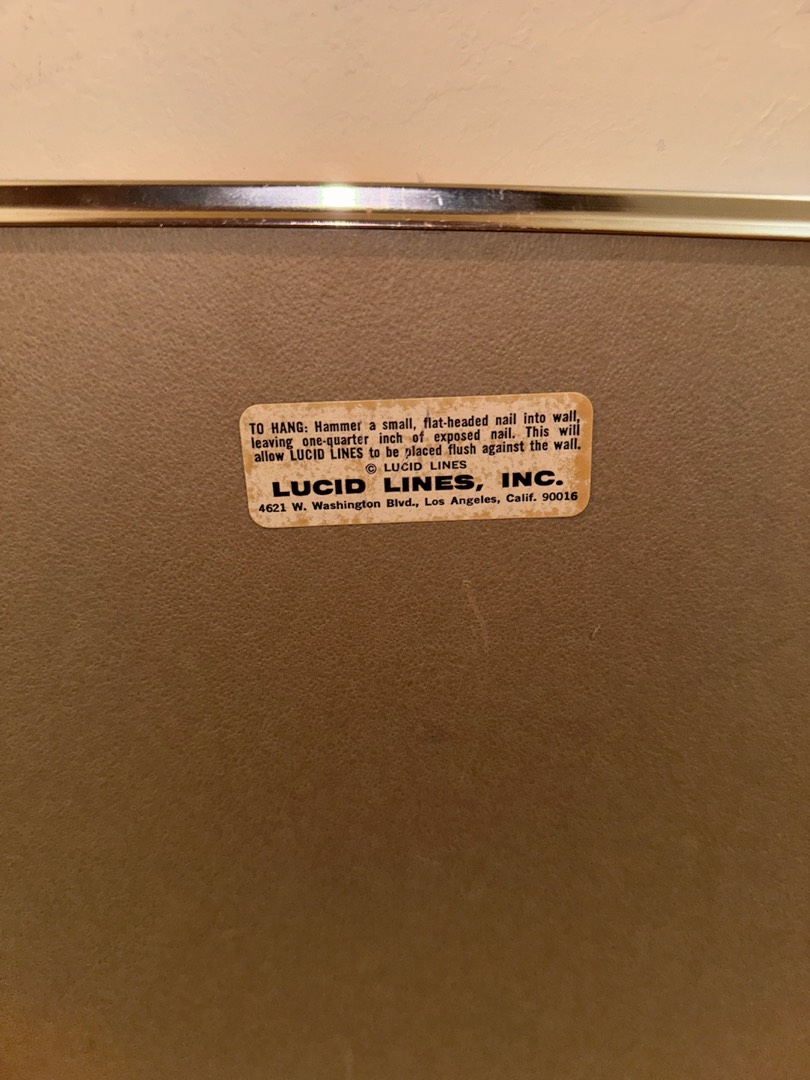 TO HANG: Hammer a small, flat-headed nail into wall,
leaving one-quarter inch of exposed nail. This will
allow LUCID LINES to be placed flush against the wall.
© LUCID LINES
LUCID LINES, INC.
4621 W. Washington Blvd., Los Angeles, Calif. 90016